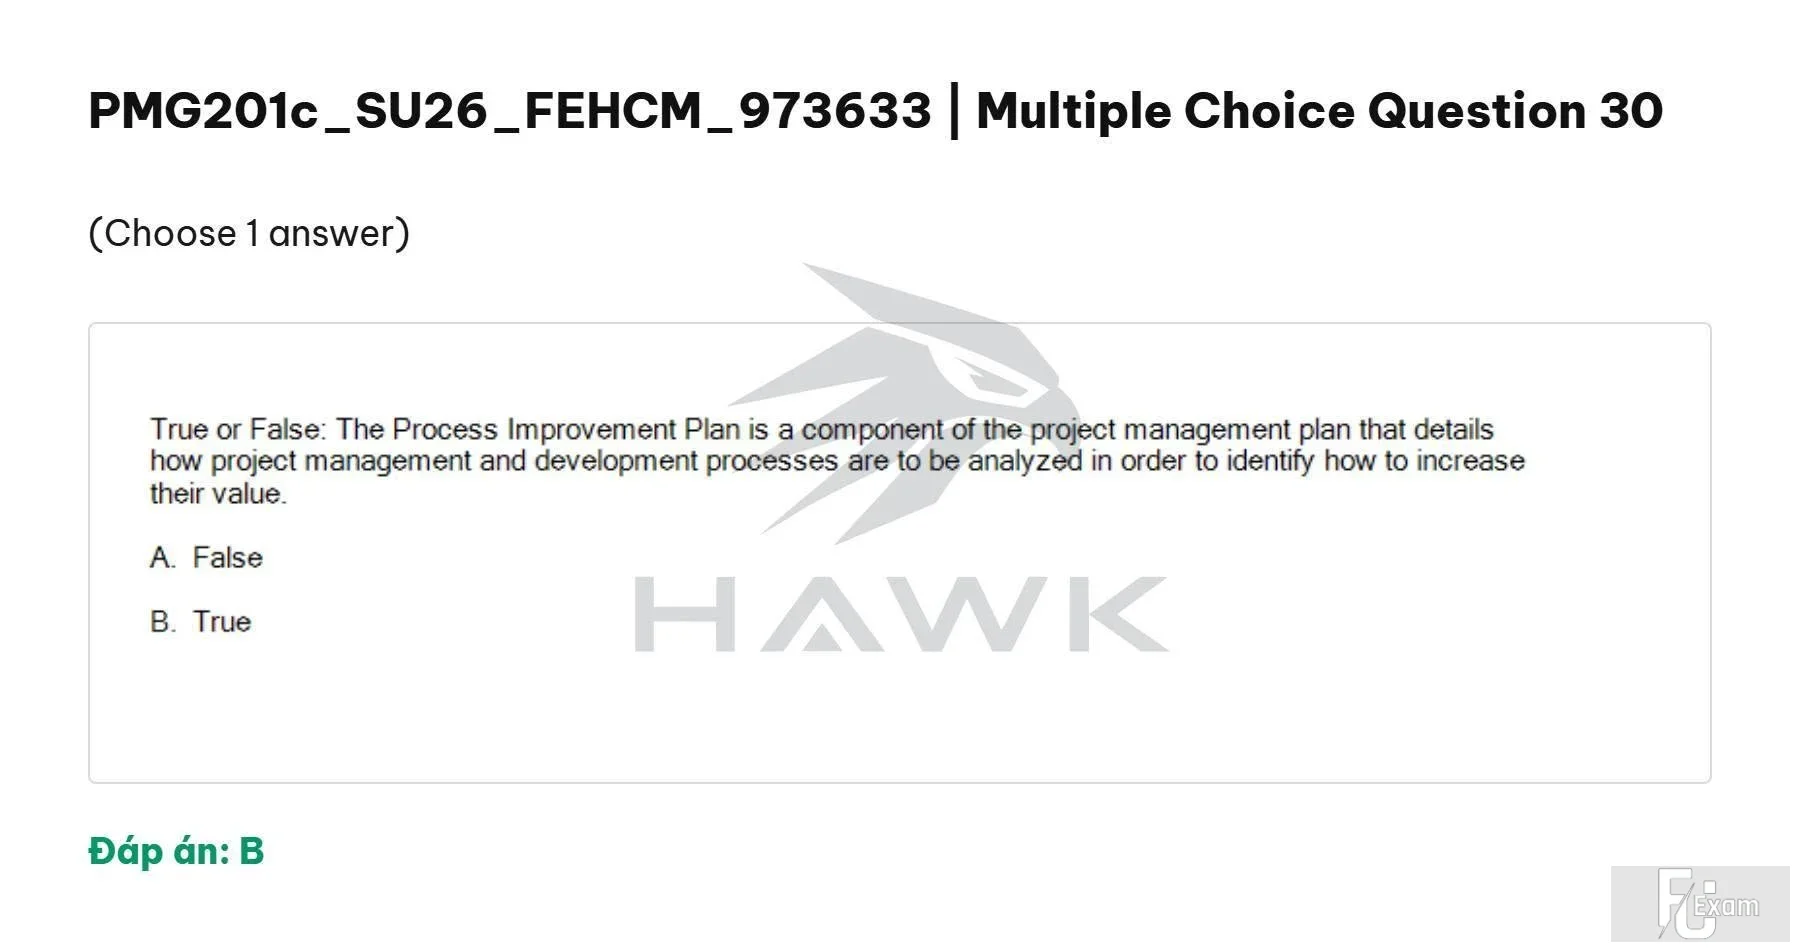 PMG201c_SU26_FEHCM_973633 | Multiple Choice Question 30
(Choose 1 answer)
True or False: The Process Improvement Plan is a component of the project management plan that details
how project management and development processes are to be analyzed in order to identify how to increase
their value.
A. False
B. True
HAWK
Đáp án: B
FU Exam